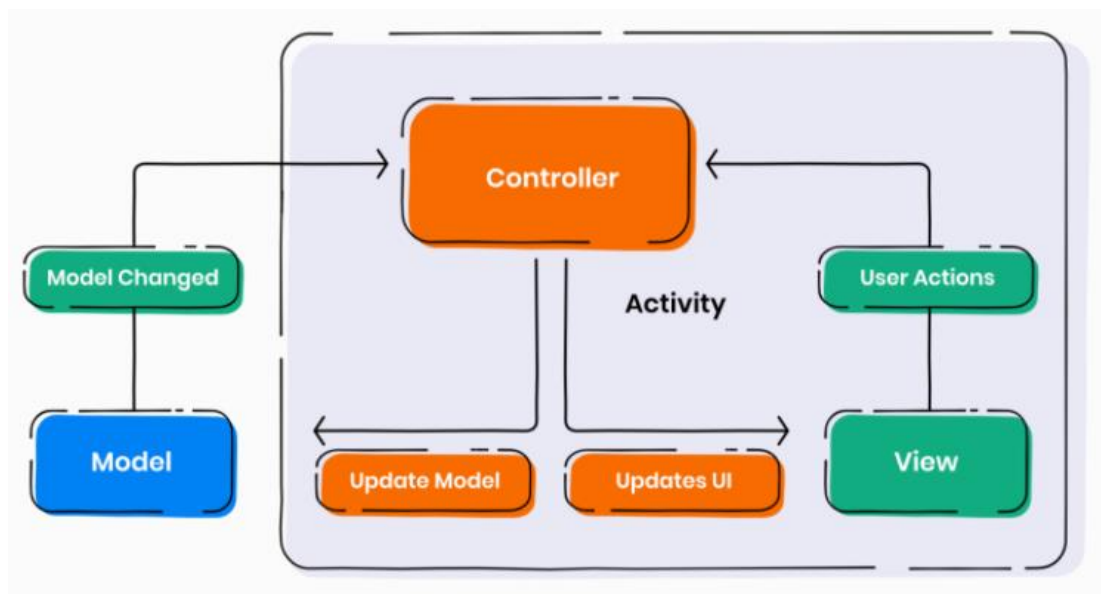 Controller
Model Changed
User Actions
Activity
Model
View
Update Model
Updates UI